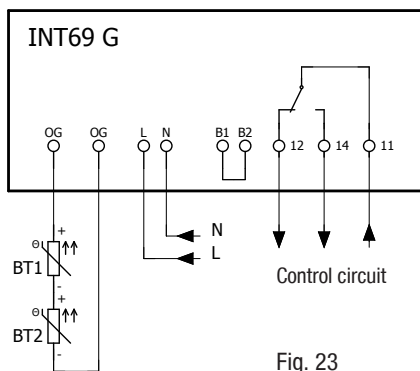 INT69 G
OG OG L N B1 B2 12 14 11
+
ϑ
BT1
-
+
ϑ
BT2
-
N
L
Control circuit
Fig. 23